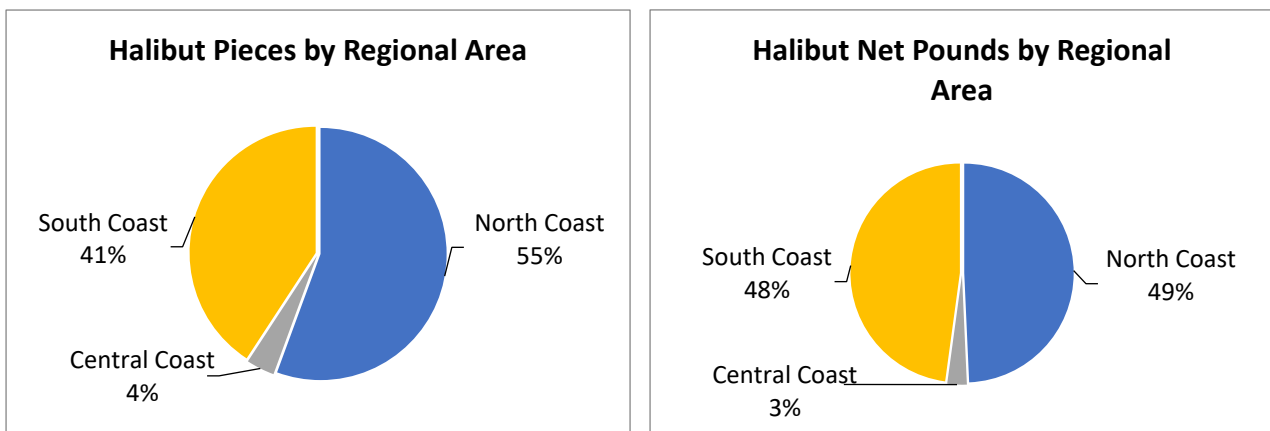 Halibut Pieces by Regional Area
South Coast
41%
North Coast
55%
Central Coast
4%
Halibut Net Pounds by Regional
Area
South Coast
48%
North Coast
49%
Central Coast
3%